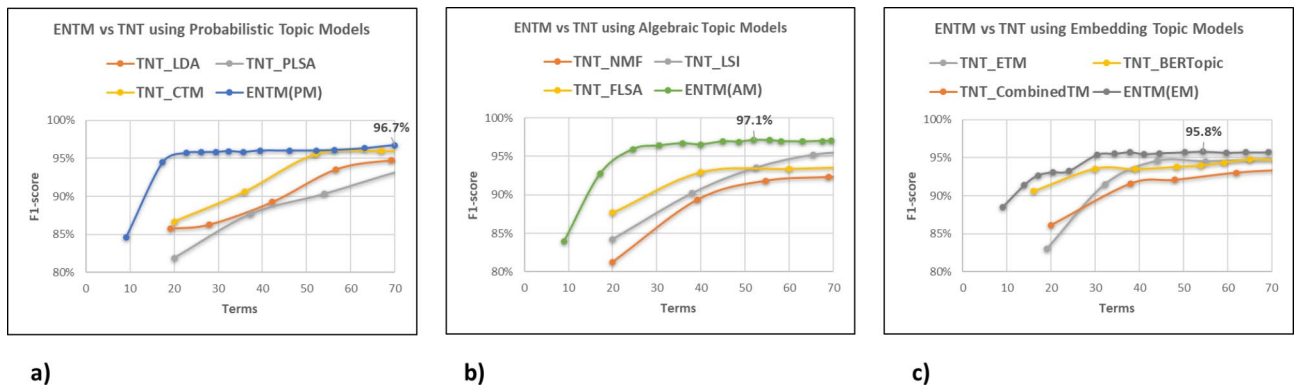 ENTM vs TNT using Probabilistic Topic Models
TNT_LDA TNT_PLSA
TNT_CTM ENTM(PM)
96.7%
100%
95%
90%
85%
80%
F1-score
0 10 20 30 40 50 60 70
Terms
a)
ENTM vs TNT using Algebraic Topic Models
TNT_NMF TNT_LSI
TNT_FLSA ENTM(AM)
97.1%
100%
95%
90%
85%
80%
F1-score
0 10 20 30 40 50 60 70
Terms
b)
ENTM vs TNT using Embedding Topic Models
TNT_ETM TNT_BERTopic
TNT_CombinedTM ENTM(EM)
95.8%
100%
95%
90%
85%
80%
F1-score
0 10 20 30 40 50 60 70
Terms
c)